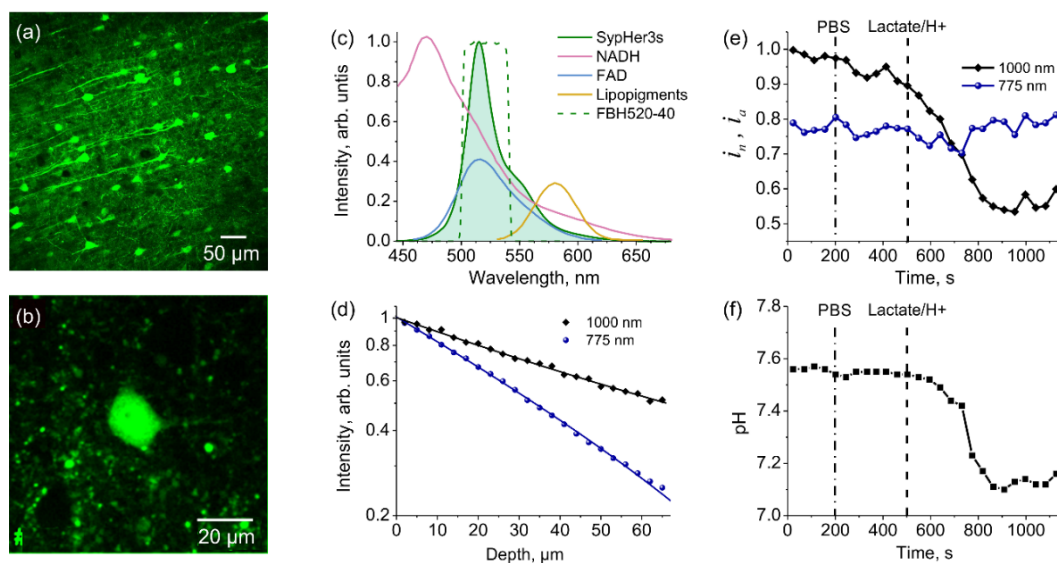 (a)
50 μm
(b)
20 μm
(c)
Intensity, arb. untis
1.0
0.8
0.6
0.4
0.2
0.0
SypHer3s
NADH
FAD
Lipopigments
FBH520-40
450 500 550 600 650
Wavelength, nm
(d)
Intensity, arb. units
1
0.8
0.6
0.4
0.2
1000 nm
775 nm
0 10 20 30 40 50 60
Depth, μm
PBS Lactate/H+
(e)
iₙ , iₐ
1.0
0.9
0.8
0.7
0.6
0.5
1000 nm
775 nm
0 200 400 600 800 1000
Time, s
PBS Lactate/H+
(f)
pH
7.6
7.4
7.2
7.0
0 200 400 600 800 1000
Time, s